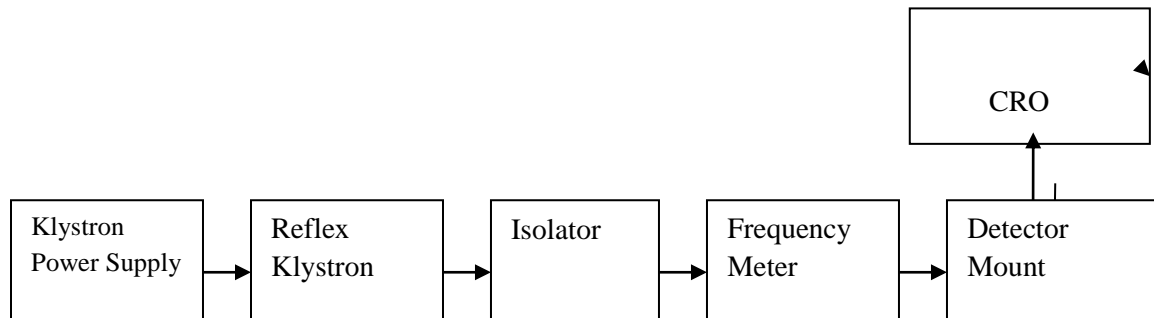 CRO
Klystron
Power Supply
Reflex
Klystron
Isolator
Frequency
Meter
Detector
Mount